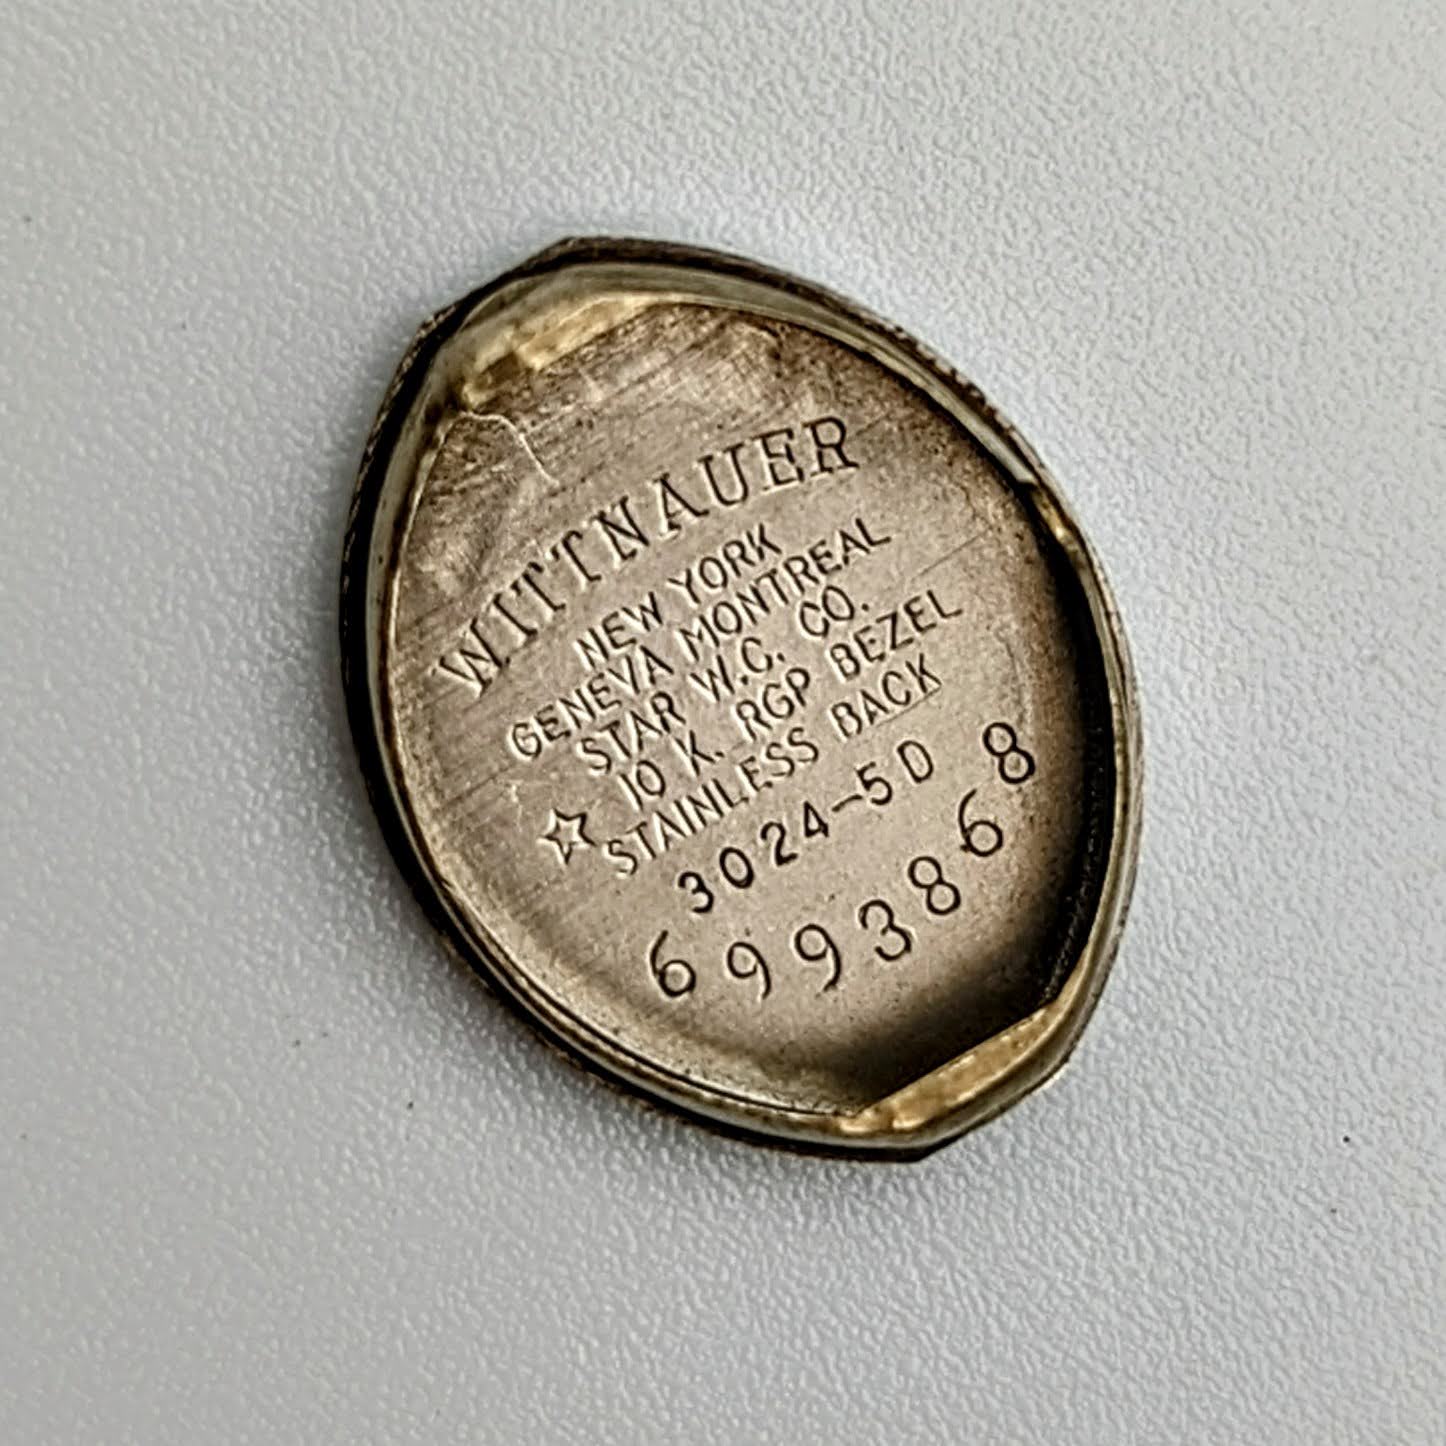 WITTNAUER
NEW YORK
GENEVA MONTREAL
STAR W.C. CO.
10 K. RGP BEZEL
☆ STAINLESS BACK
3024-5D
6993868